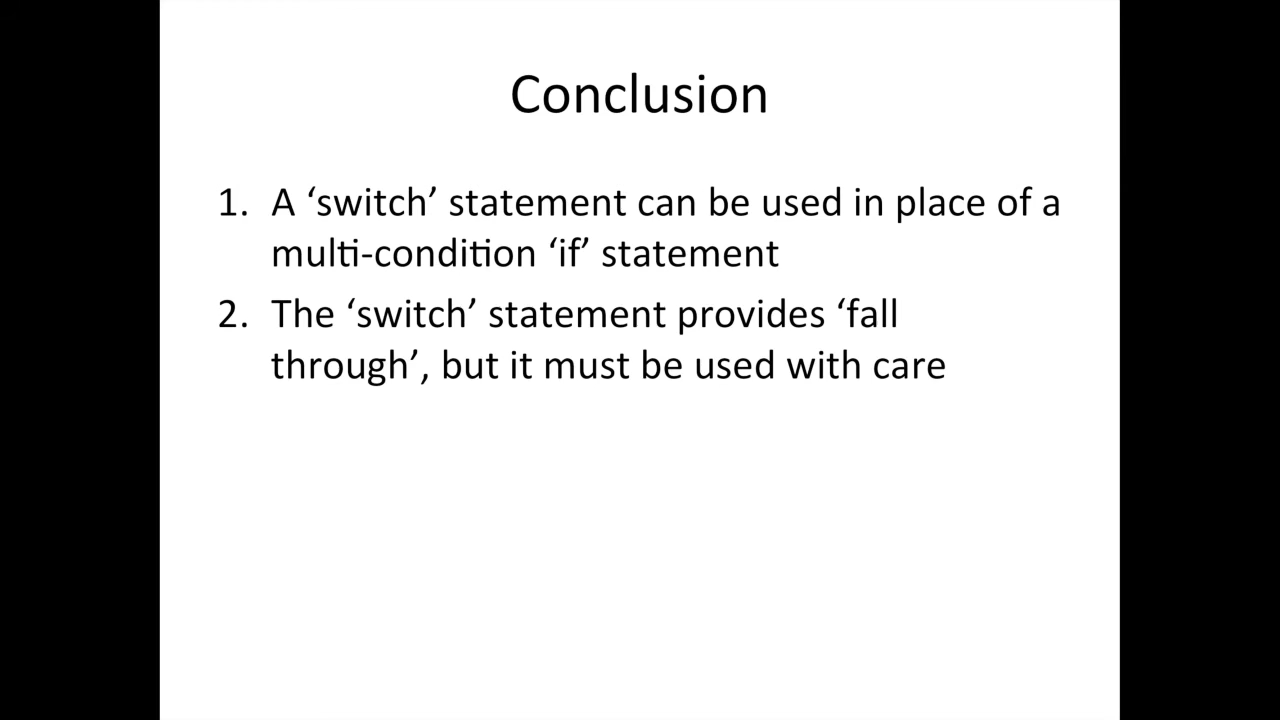 Conclusion
1. A ‘switch’ statement can be used in place of a
multi-condition ‘if’ statement
2. The ‘switch’ statement provides ‘fall
through’, but it must be used with care